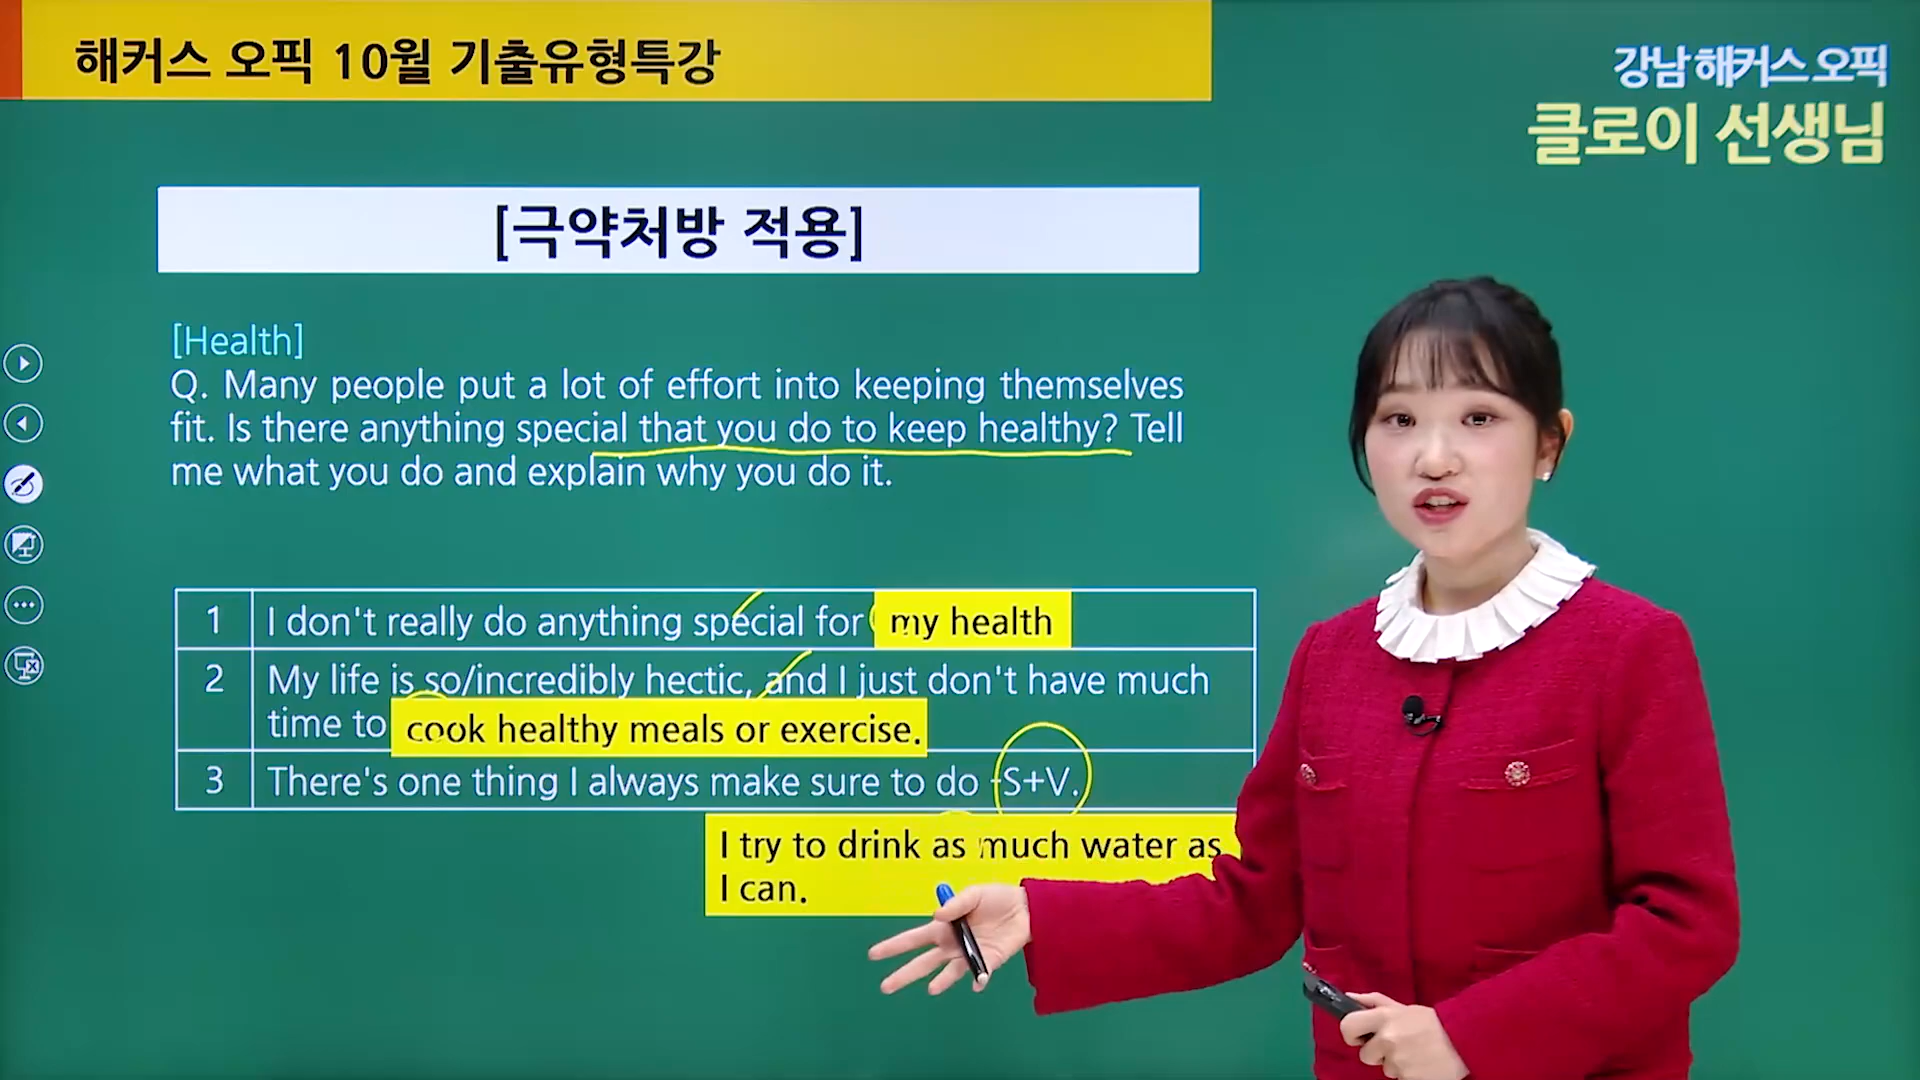 해커스 오픽 10월 기출유형특강
강남 해커스 오픽
클로이 선생님
[극약처방 적용]
[Health]
Q. Many people put a lot of effort into keeping themselves
fit. Is there anything special that you do to keep healthy? Tell
me what you do and explain why you do it.
1 I don't really do anything special for my health
2 My life is so/incredibly hectic, and I just don't have much
time to cook healthy meals or exercise.
3 There's one thing I always make sure to do -S+V.
I try to drink as much water as
I can.